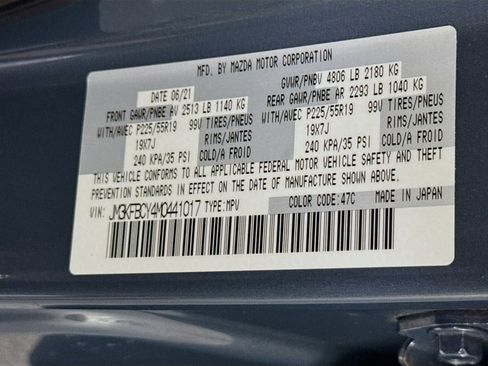 MFD. BY MAZDA MOTOR CORPORATION
DATE 06/21 GVWR/PNBV 4806 LB 2180 KG
FRONT GAWR/PNBE AV 2513 LB 1140 KG REAR GAWR/PNBE AR 2293 LB 1040 KG
WITH/AVEC P225/55R19 99V TIRES/PNEUS WITH/AVEC P225/55R19 99V TIRES/PNEUS
19X7J RIMS/JANTES 19X7J RIMS/JANTES
240 KPA/35 PSI COLD/A FROID 240 KPA/35 PSI COLD/A FROID
THIS VEHICLE CONFORMS TO ALL APPLICABLE FEDERAL MOTOR VEHICLE SAFETY AND THEFT
PREVENTION STANDARDS IN EFFECT ON THE DATE OF MANUFACTURE SHOWN ABOVE.
VIN: JM3KFBCY4M0441017 TYPE:MPV COLOR CODE:47C MADE IN JAPAN